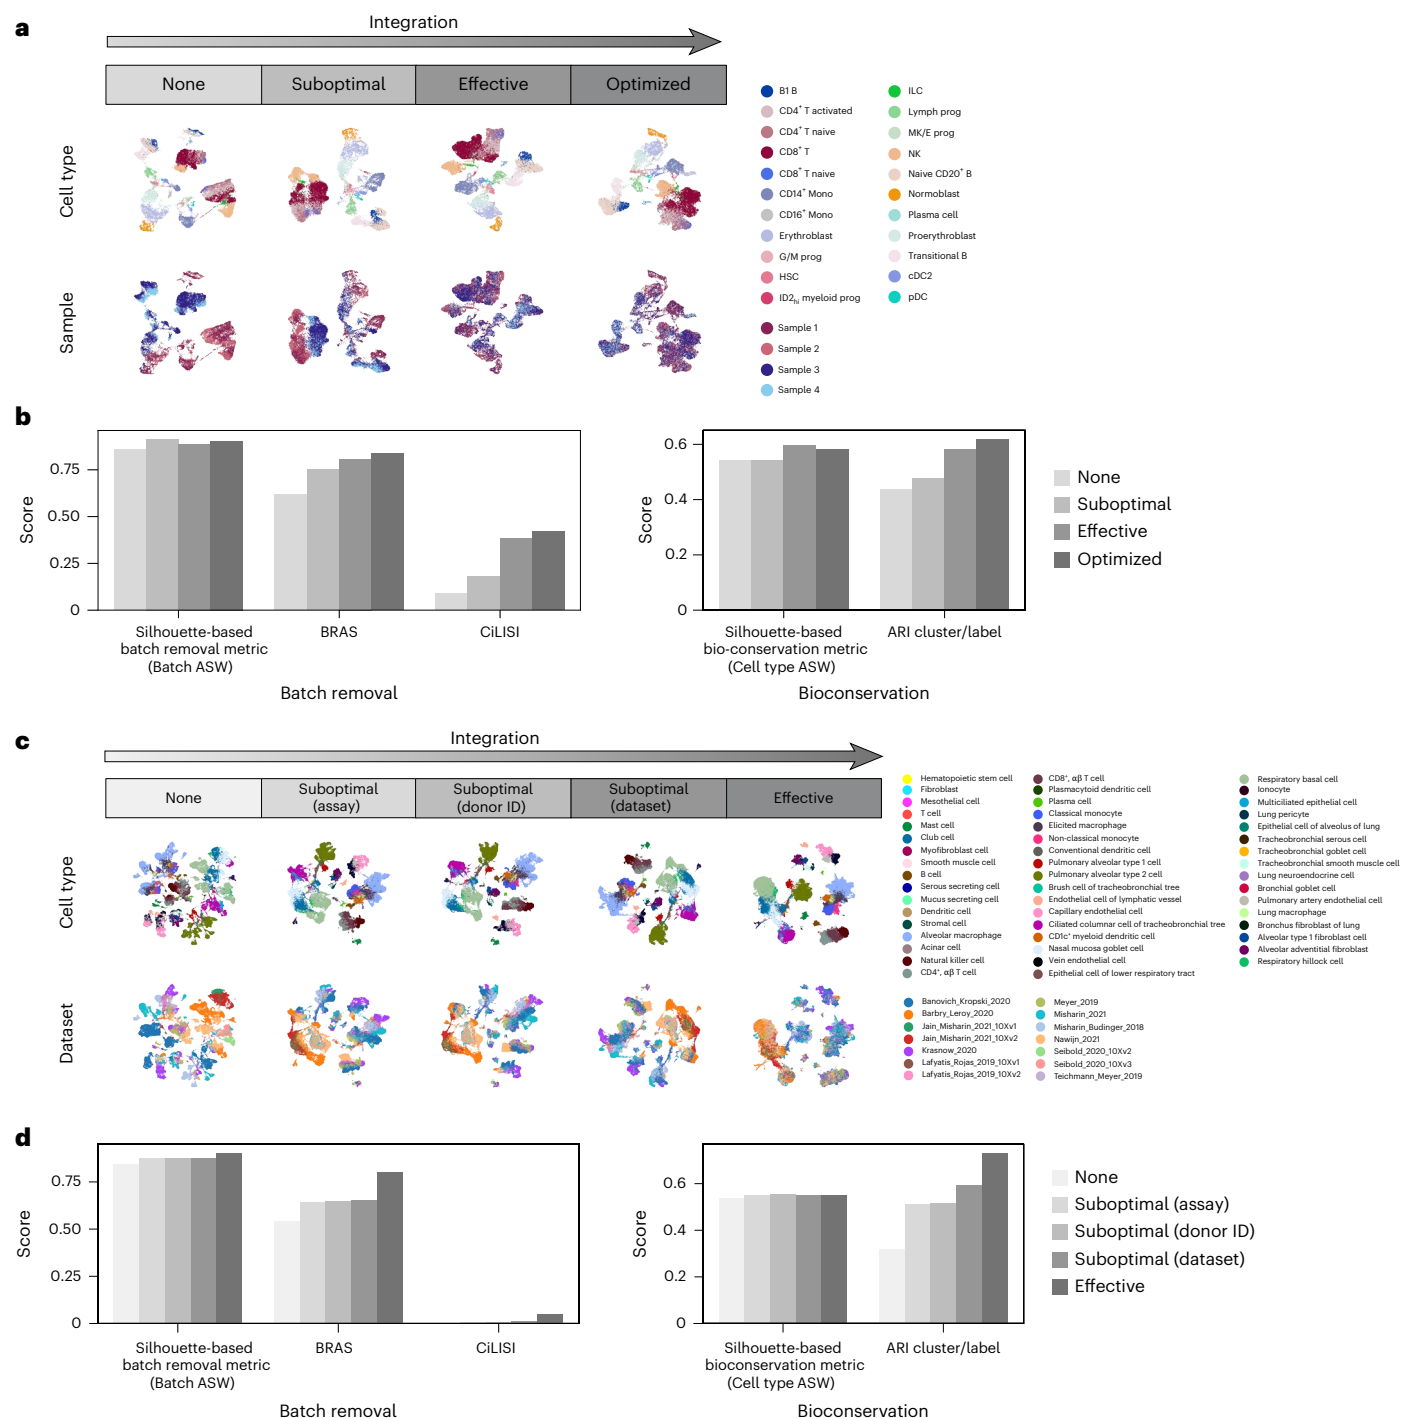 a
Integration
None
Suboptimal
Effective
Optimized
Cell type
Sample
B1 B
CD4+ T activated
CD4+ T naive
CD8+ T
CD8+ T naive
CD14+ Mono
CD16+ Mono
Erythroblast
G/M prog
HSC
ID2hi myeloid prog
ILC
Lymph prog
MK/E prog
NK
Naive CD20+ B
Normoblast
Plasma cell
Proerythroblast
Transitional B
cDC2
pDC
Sample 1
Sample 2
Sample 3
Sample 4
b
Score
0.75
0.50
0.25
0
Silhouette-based
batch removal metric
(Batch ASW)
BRAS
CiLISI
Batch removal
Score
0.6
0.4
0.2
0
Silhouette-based
bio-conservation metric
(Cell type ASW)
ARI cluster/label
Bioconservation
None
Suboptimal
Effective
Optimized
c
Integration
None
Suboptimal
(assay)
Suboptimal
(donor ID)
Suboptimal
(dataset)
Effective
Cell type
Dataset
Hematopoietic stem cell
Fibroblast
Mesothelial cell
T cell
Mast cell
Club cell
Myofibroblast cell
Smooth muscle cell
B cell
Serous secreting cell
Mucus secreting cell
Dendritic cell
Stromal cell
Alveolar macrophage
Acinar cell
Natural killer cell
CD4+, αβ T cell
CD8+, αβ T cell
Plasmacytoid dendritic cell
Plasma cell
Classical monocyte
Elicited macrophage
Non-classical monocyte
Conventional dendritic cell
Pulmonary alveolar type 1 cell
Pulmonary alveolar type 2 cell
Brush cell of tracheobronchial tree
Endothelial cell of lymphatic vessel
Capillary endothelial cell
Ciliated columnar cell of tracheobronchial tree
CD1c+ myeloid dendritic cell
Nasal mucosa goblet cell
Vein endothelial cell
Epithelial cell of lower respiratory tract
Respiratory basal cell
Ionocyte
Multiciliated epithelial cell
Lung pericyte
Epithelial cell of alveolus of lung
Tracheobronchial serous cell
Tracheobronchial goblet cell
Tracheobronchial smooth muscle cell
Lung neuroendocrine cell
Bronchial goblet cell
Pulmonary artery endothelial cell
Lung macrophage
Bronchus fibroblast of lung
Alveolar type 1 fibroblast cell
Alveolar adventitial fibroblast
Respiratory hillock cell
Banovich_Kropski_2020
Barbry_Leroy_2020
Jain_Misharin_2021_10Xv1
Jain_Misharin_2021_10Xv2
Krasnow_2020
Lafyatis_Rojas_2019_10Xv1
Lafyatis_Rojas_2019_10Xv2
Meyer_2019
Misharin_2021
Misharin_Budinger_2018
Nawijn_2021
Seibold_2020_10Xv2
Seibold_2020_10Xv3
Teichmann_Meyer_2019
d
Score
0.75
0.50
0.25
0
Silhouette-based
batch removal metric
(Batch ASW)
BRAS
CiLISI
Batch removal
Score
0.6
0.4
0.2
0
Silhouette-based
bioconservation metric
(Cell type ASW)
ARI cluster/label
Bioconservation
None
Suboptimal (assay)
Suboptimal (donor ID)
Suboptimal (dataset)
Effective